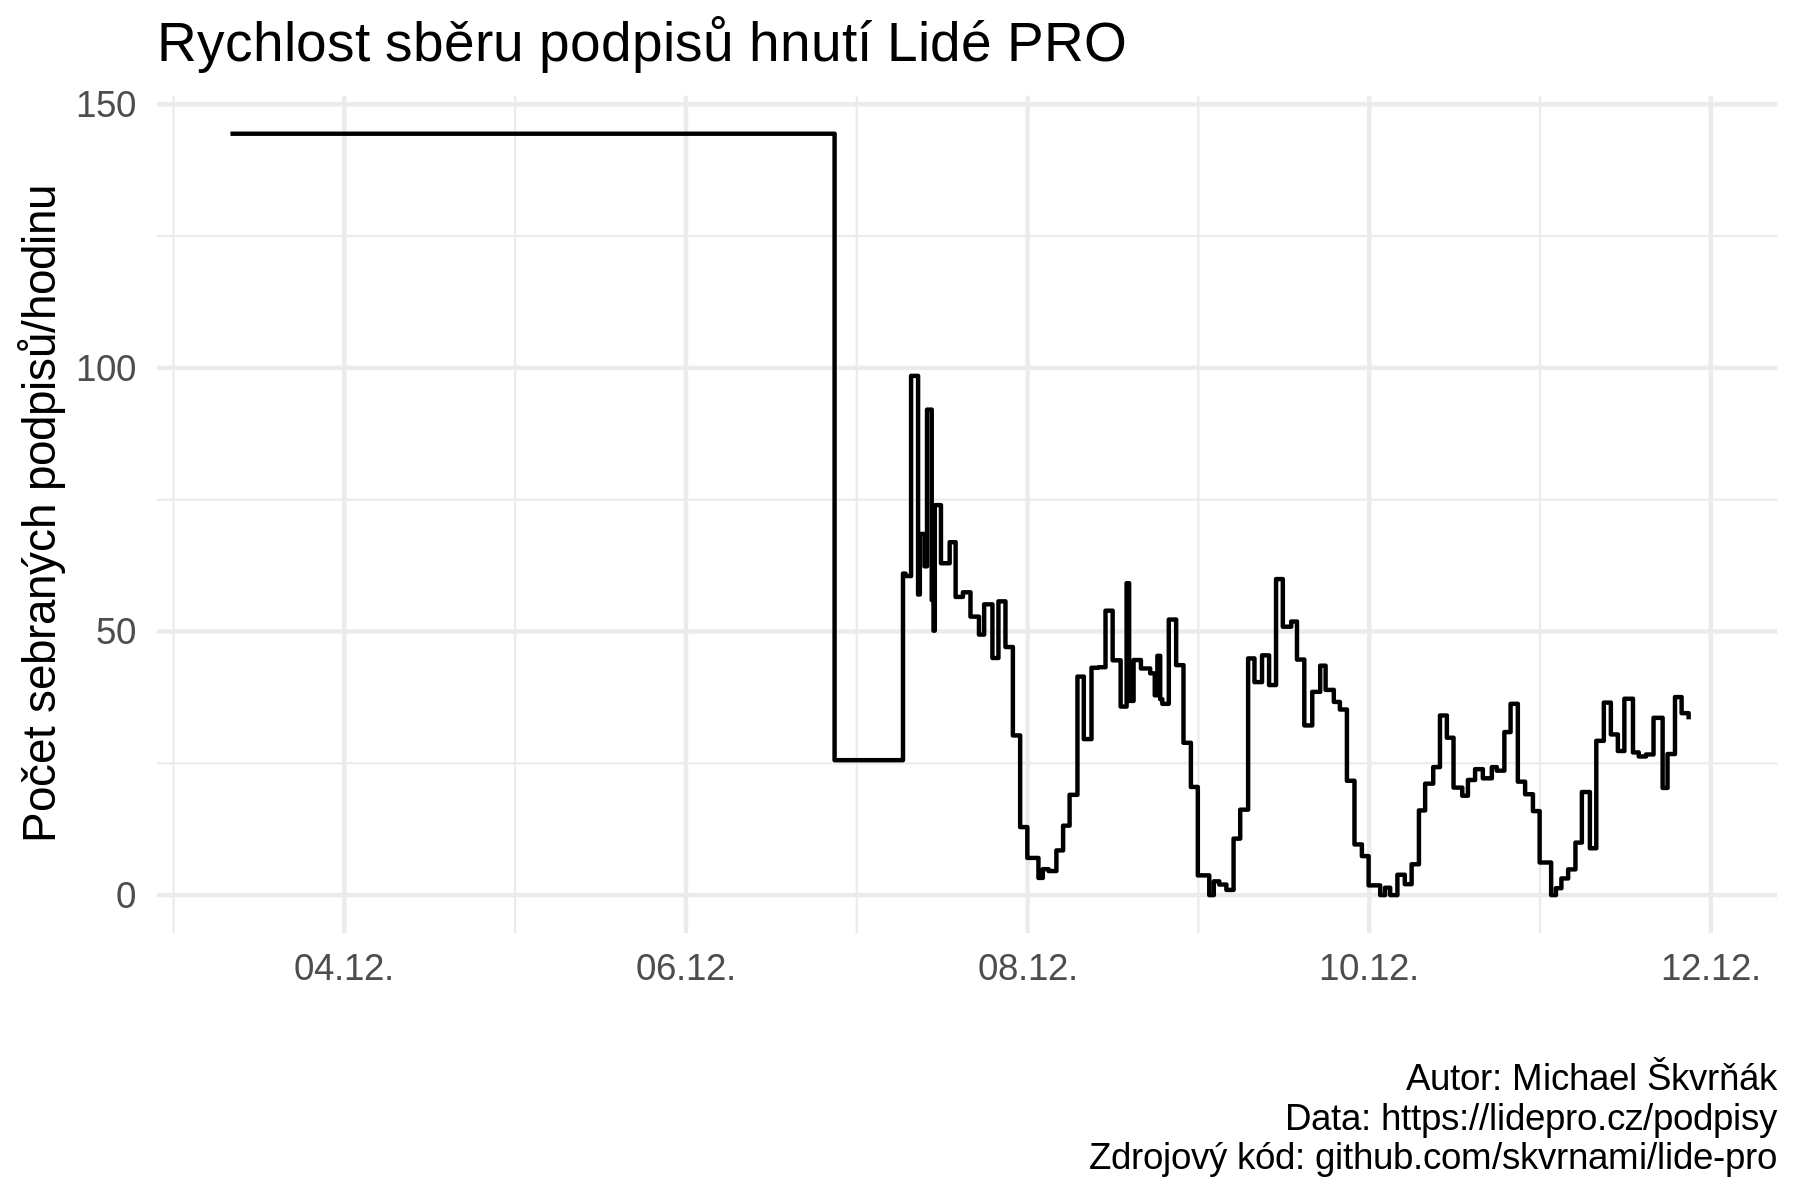 Rychlost sběru podpisů hnutí Lidé PRO
Počet sebraných podpisů/hodinu
150
100
50
0
04.12.
06.12.
08.12.
10.12.
12.12.
Autor: Michael Škvrňák
Data: https://lidepro.cz/podpisy
Zdrojový kód: github.com/skvrnami/lide-pro